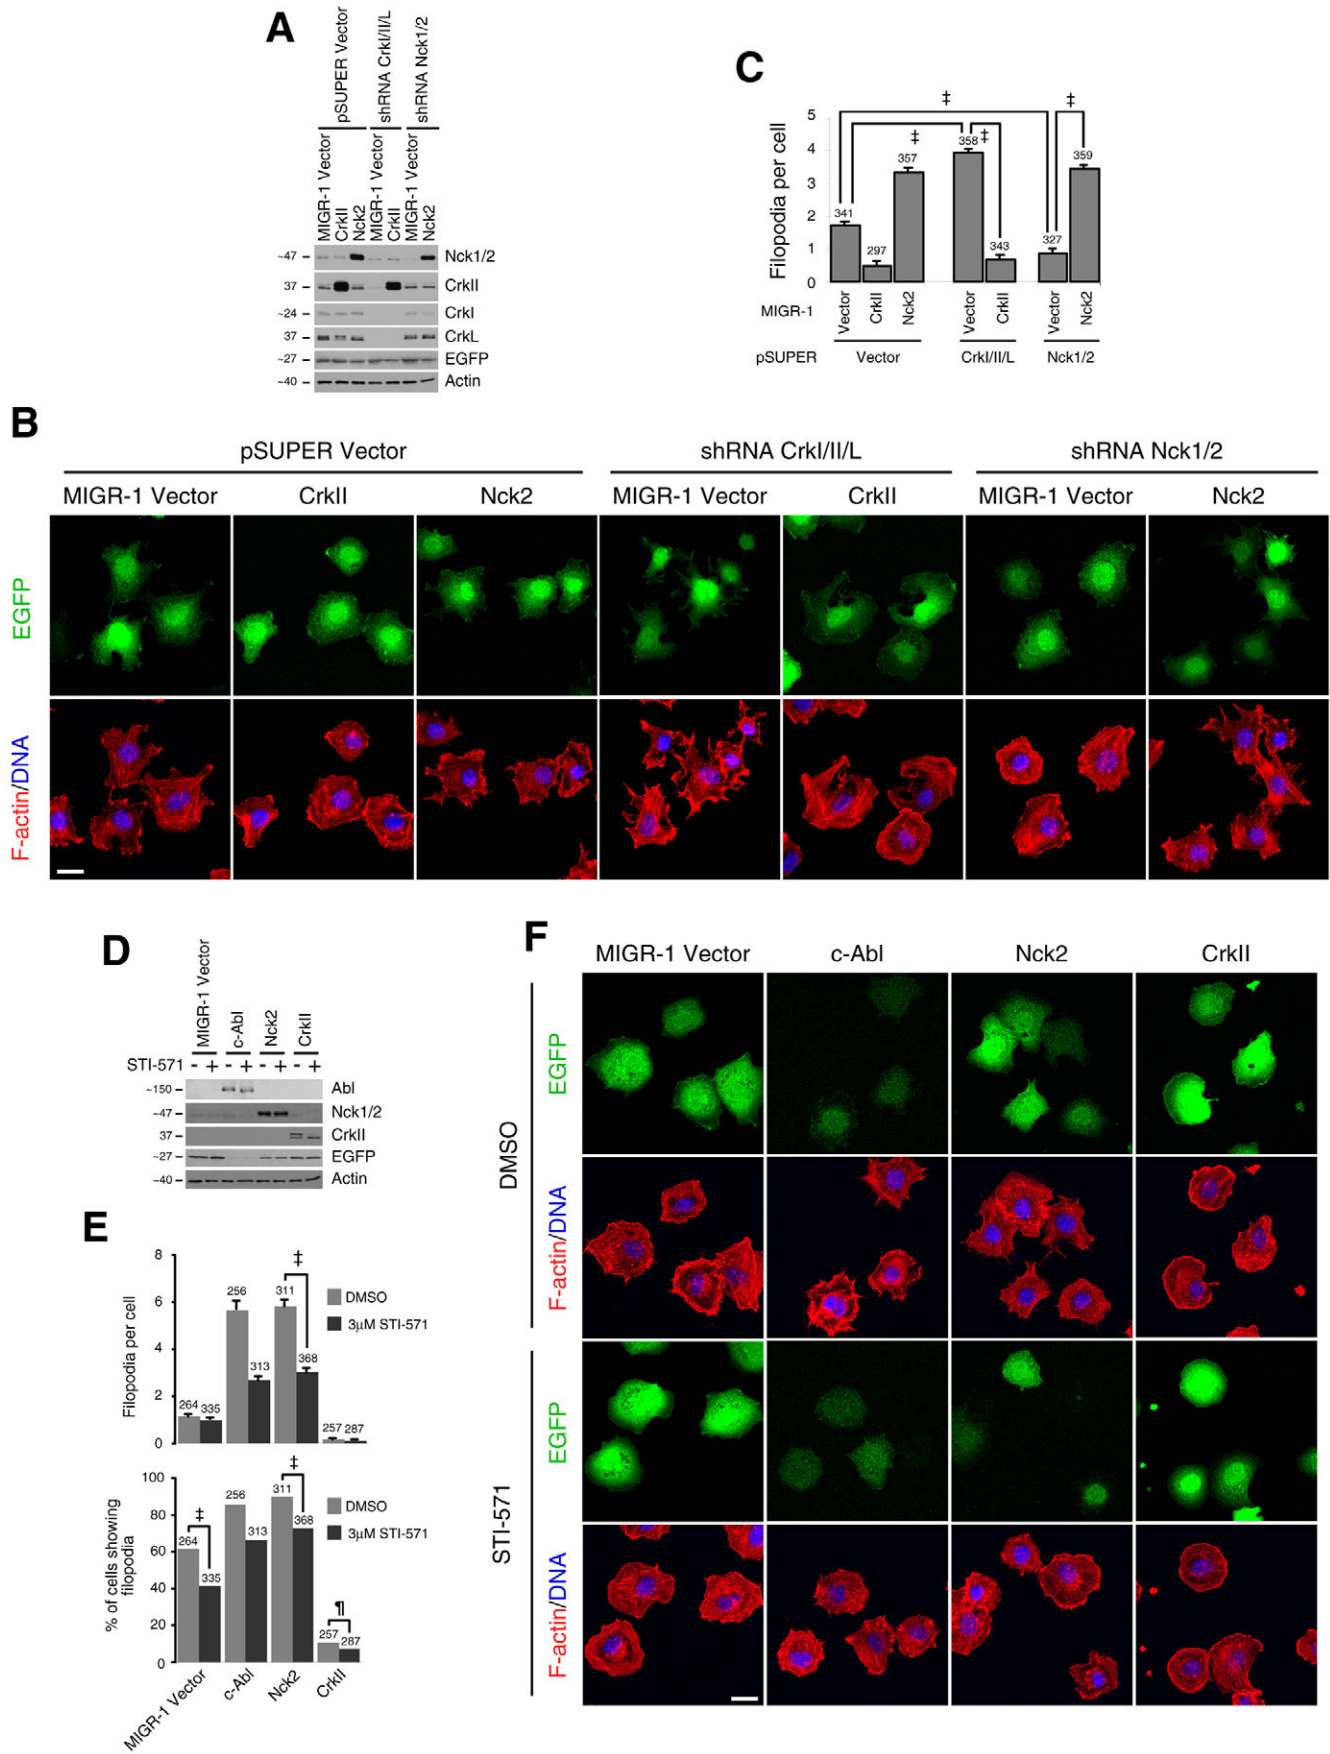 A
pSUPER Vector
shRNA CrkI/II/L
shRNA Nck1/2
MIGR-1 Vector
CrkII
Nck2
MIGR-1 Vector
CrkII
MIGR-1 Vector
Nck2
~47 Nck1/2
37 CrkII
~24 CrkI
37 CrkL
~27 EGFP
~40 Actin
C
Filopodia per cell
5
4
3
2
1
0
‡ ‡
‡ ‡
341
297
357
358
343
327
359
MIGR-1 Vector CrkII Nck2 Vector CrkII Vector Nck2
pSUPER Vector CrkI/II/L Nck1/2
B
pSUPER Vector shRNA CrkI/II/L shRNA Nck1/2
MIGR-1 Vector CrkII Nck2 MIGR-1 Vector CrkII MIGR-1 Vector Nck2
EGFP
F-actin/DNA
D
MIGR-1 Vector
c-Abl
Nck2
CrkII
STI-571 - + - + - + - +
~150 Abl
~47 Nck1/2
37 CrkII
~27 EGFP
~40 Actin
E
Filopodia per cell
8
6
4
2
0
264 335 256 313 311 368 257 287
‡
DMSO
3µM STI-571
% of cells showing
filopodia
100
80
60
40
20
0
264 335 256 313 311 368 257 287
‡ ‡ ¶
DMSO
3µM STI-571
MIGR-1 Vector
c-Abl
Nck2
CrkII
F
MIGR-1 Vector c-Abl Nck2 CrkII
DMSO
EGFP
F-actin/DNA
STI-571
EGFP
F-actin/DNA